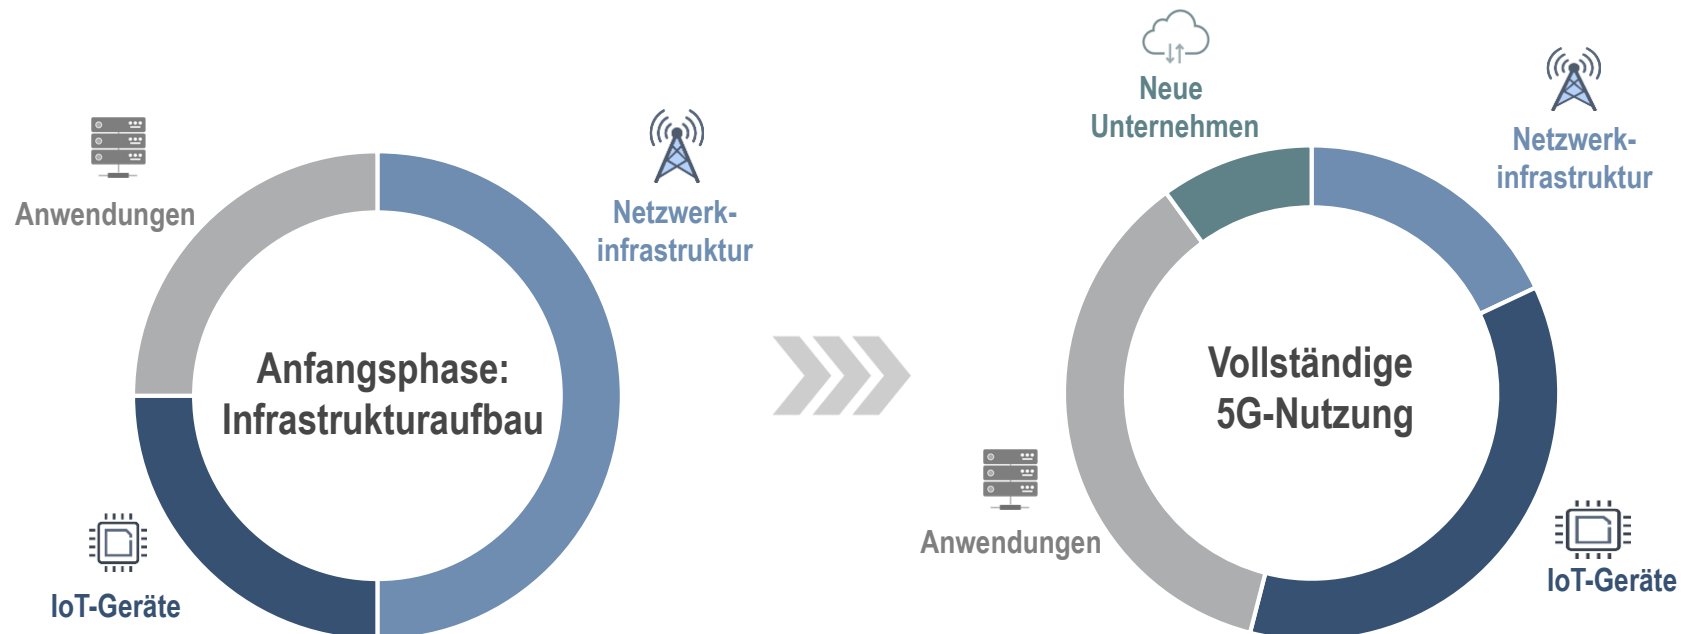 Anwendungen
Netzwerk-
infrastruktur
Anfangsphase:
Infrastrukturaufbau
IoT-Geräte
Neue
Unternehmen
Netzwerk-
infrastruktur
Vollständige
5G-Nutzung
Anwendungen
IoT-Geräte